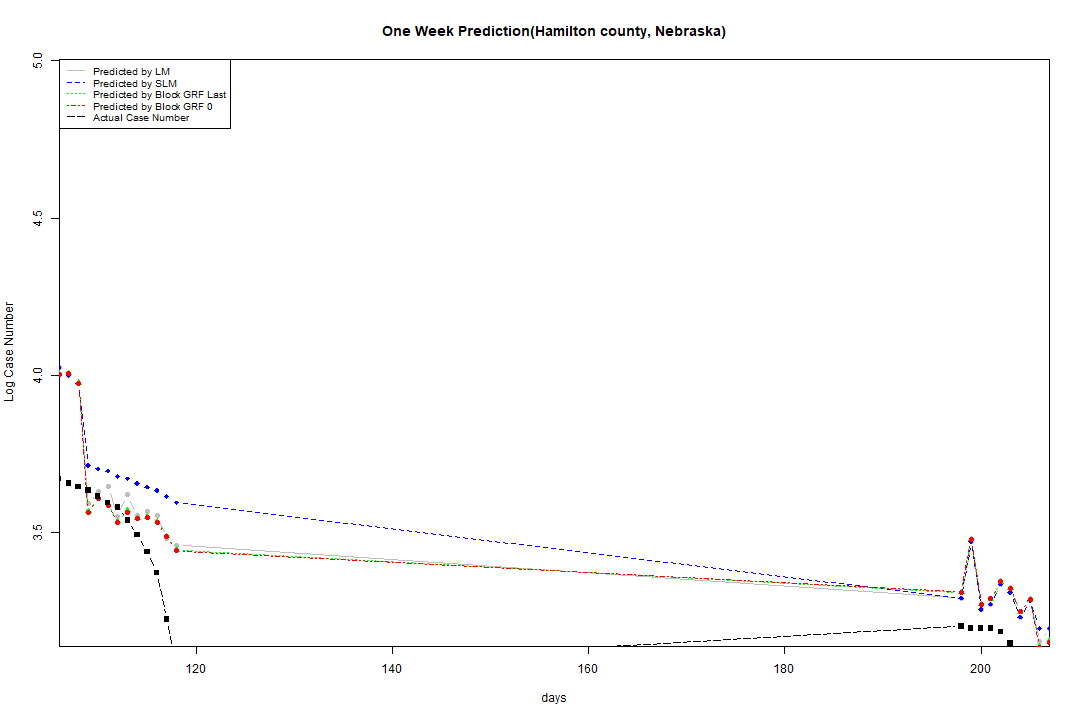 One Week Prediction(Hamilton county, Nebraska)
Predicted by LM
Predicted by SLM
Predicted by Block GRF Last
Predicted by Block GRF 0
Actual Case Number
5.0
4.5
4.0
3.5
Log Case Number
120 140 160 180 200
days